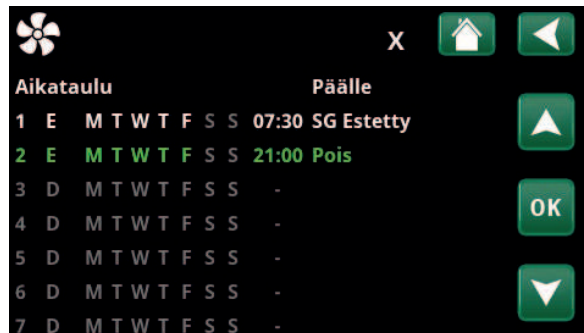 X
Aikataulu Päälle
1 E M T W T F S S 07:30 SG Estetty
2 E M T W T F S S 21:00 Pois
3 D M T W T F S S -
4 D M T W T F S S -
OK
5 D M T W T F S S -
6 D M T W T F S S -
7 D M T W T F S S -